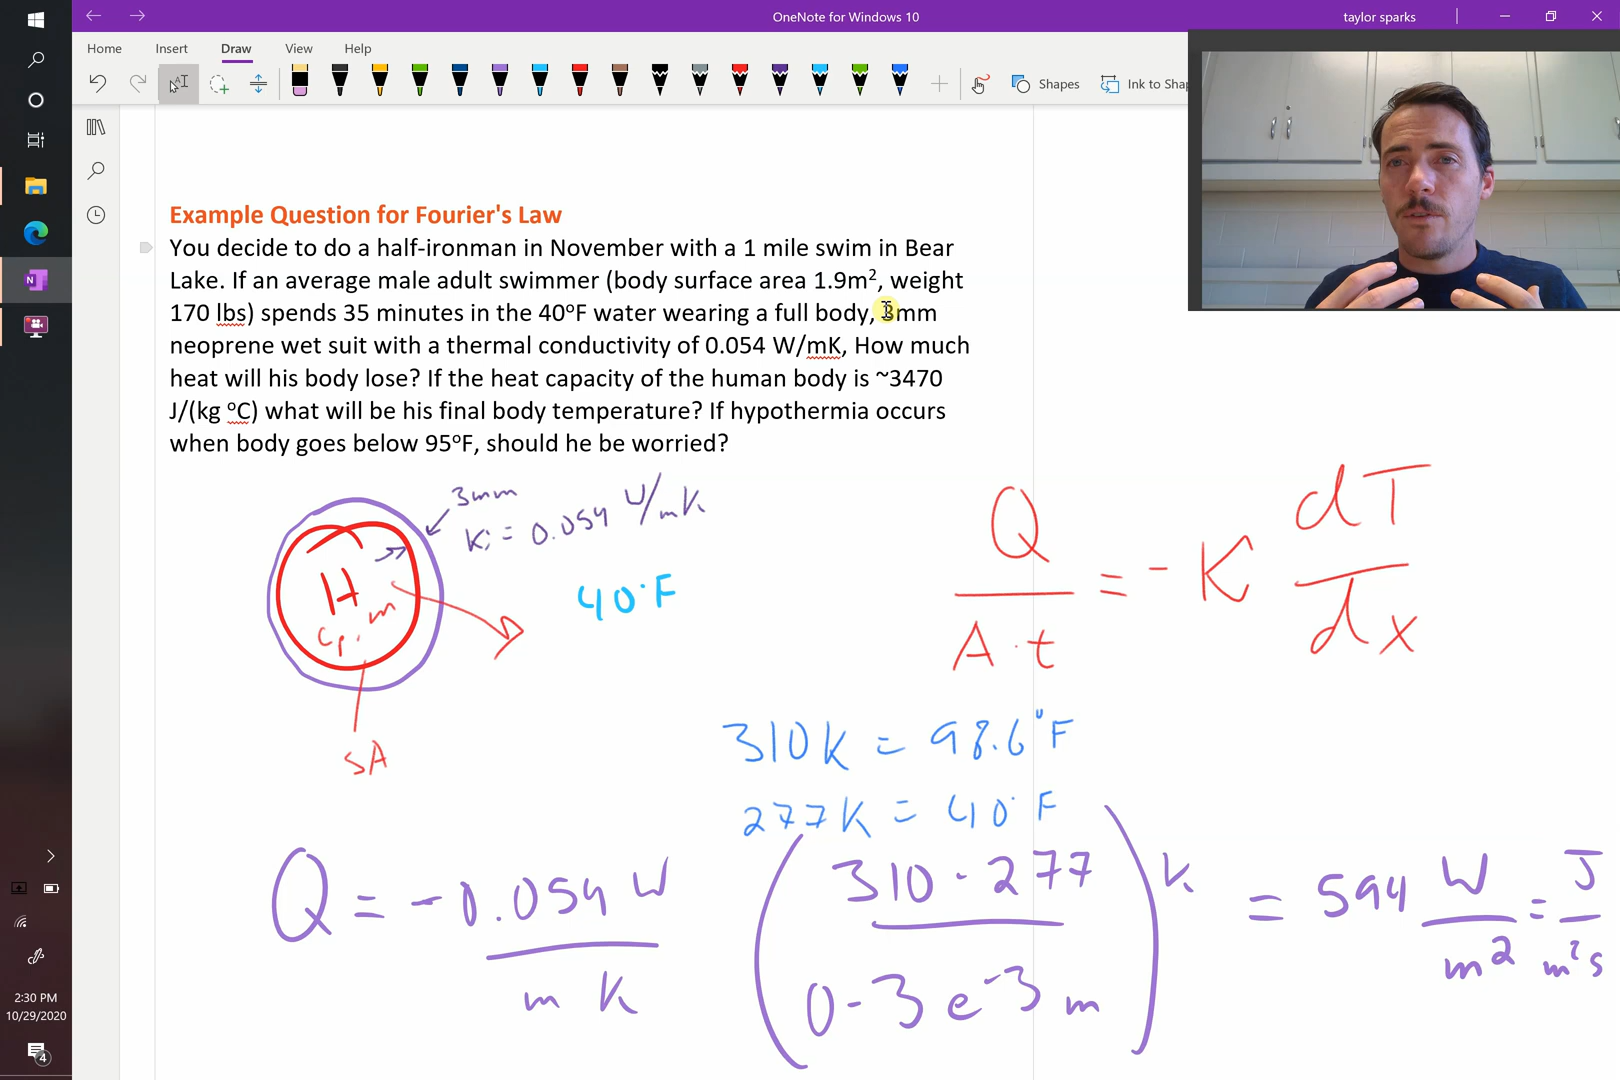 OneNote for Windows 10
taylor sparks
Home Insert Draw View Help
Shapes
Ink to Shap
Example Question for Fourier's Law
You decide to do a half-ironman in November with a 1 mile swim in Bear
Lake. If an average male adult swimmer (body surface area 1.9m², weight
170 lbs) spends 35 minutes in the 40°F water wearing a full body, 3mm
neoprene wet suit with a thermal conductivity of 0.054 W/mK, How much
heat will his body lose? If the heat capacity of the human body is ~3470
J/(kg °C) what will be his final body temperature? If hypothermia occurs
when body goes below 95°F, should he be worried?
3mm
K = 0.054 W/mK
H
Cp, m
40°F
SA
Q / A · t = - K dT / dx
310K = 98.6°F
277K = 40°F
Q = -0.054 W / m K (310 - 277 / 0 - 3e-3 m) K = 594 W / m² = J / m² s
2:30 PM
10/29/2020
4